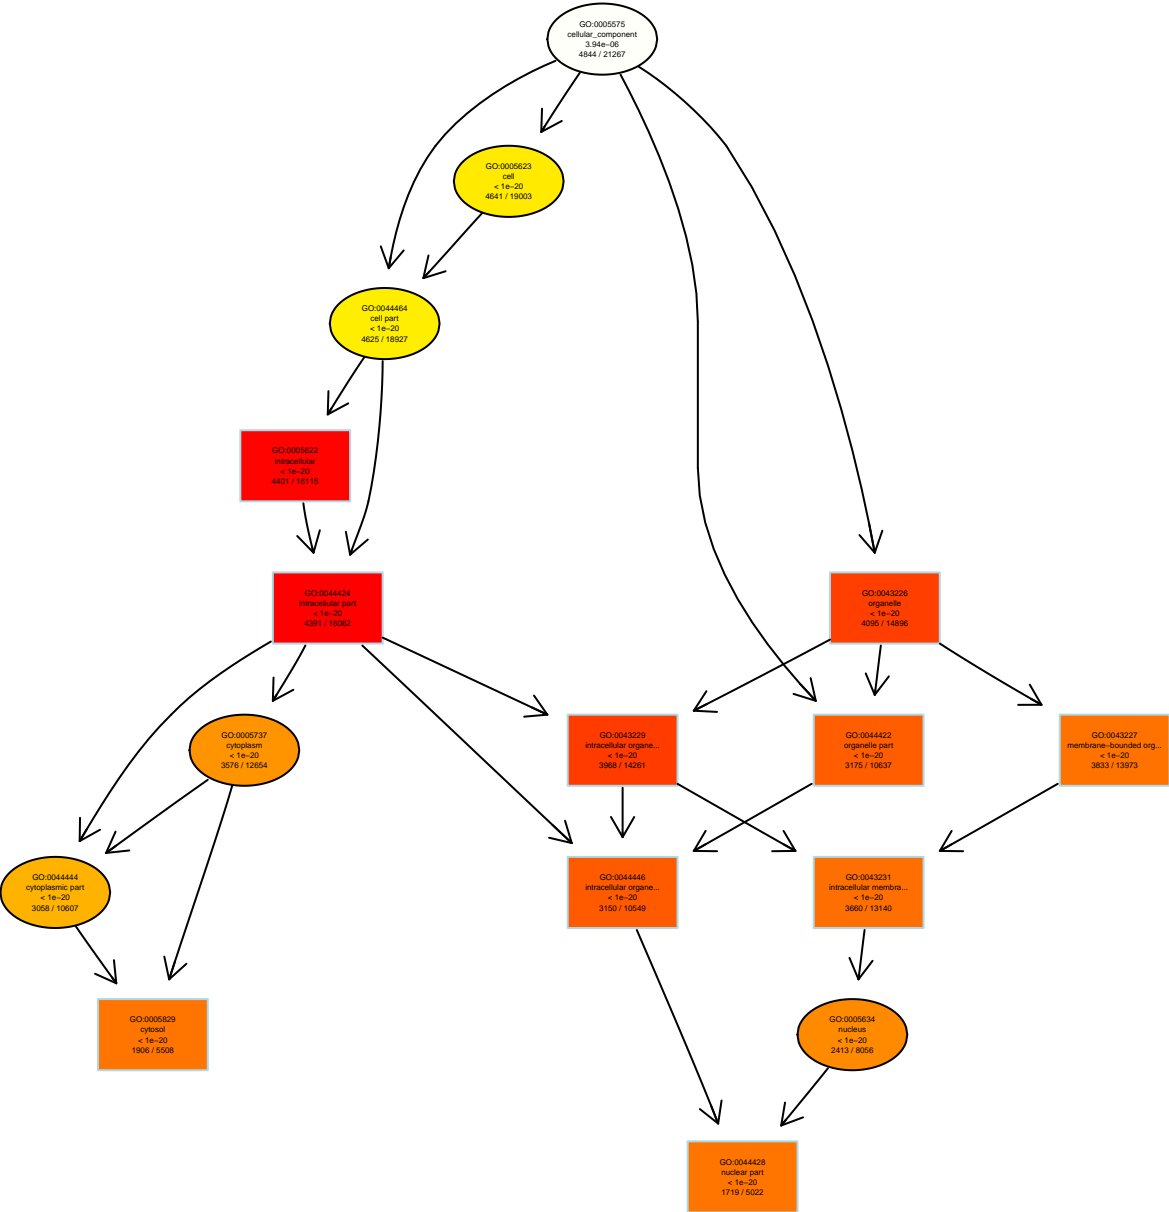 GO:0005575
cellular_component
3.94e−06
4844 / 21267
GO:0005623
cell
< 1e−20
4641 / 19003
GO:0044464
cell part
< 1e−20
4625 / 18927
GO:0005622
intracellular
< 1e−20
4401 / 16115
GO:0044424
intracellular part
< 1e−20
4391 / 16062
GO:0043226
organelle
< 1e−20
4095 / 14896
GO:0005737
cytoplasm
< 1e−20
3576 / 12654
GO:0043229
intracellular organe...
< 1e−20
3968 / 14261
GO:0044422
organelle part
< 1e−20
3175 / 10637
GO:0043227
membrane−bounded org...
< 1e−20
3833 / 13973
GO:0044444
cytoplasmic part
< 1e−20
3058 / 10607
GO:0044446
intracellular organe...
< 1e−20
3150 / 10549
GO:0043231
intracellular membra...
< 1e−20
3660 / 13140
GO:0005829
cytosol
< 1e−20
1906 / 5508
GO:0005634
nucleus
< 1e−20
2413 / 8056
GO:0044428
nuclear part
< 1e−20
1719 / 5022